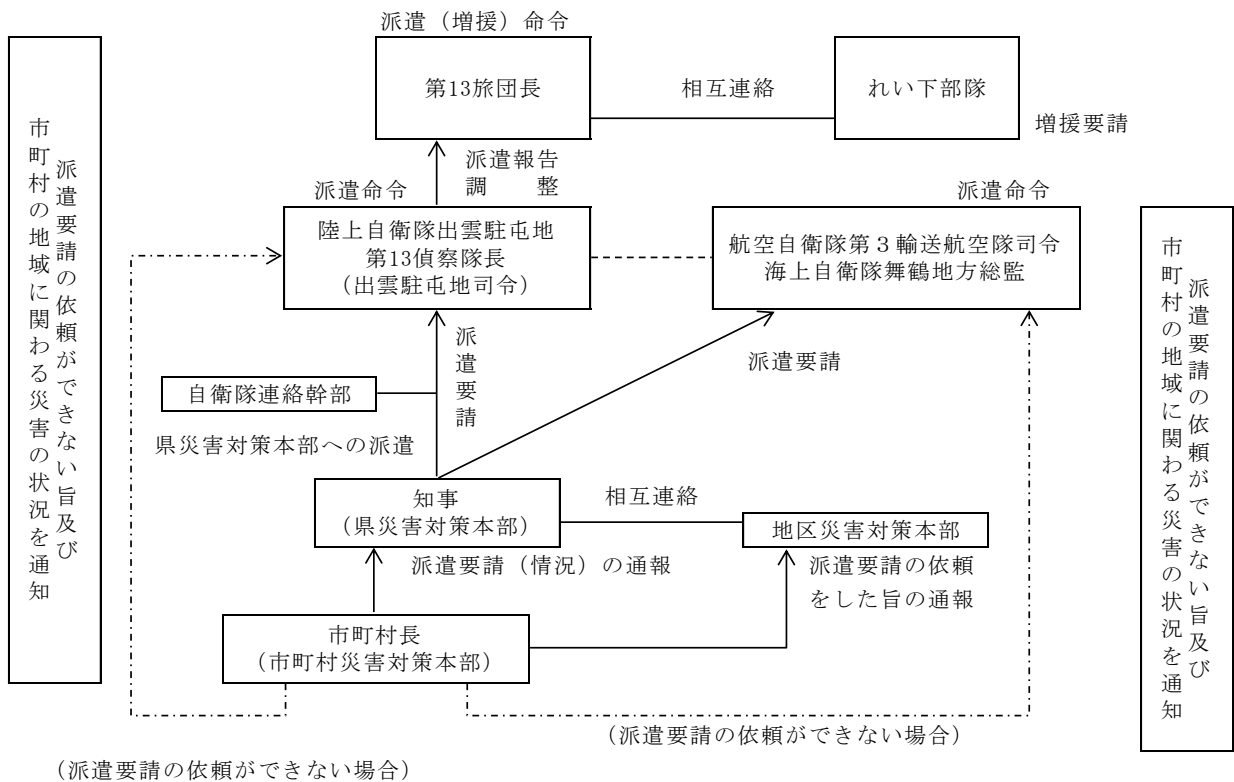 派遣（増援）命令
第13旅団長
相互連絡
れい下部隊
増援要請
派遣報告
調　整
派遣命令
陸上自衛隊出雲駐屯地
第13偵察隊長
（出雲駐屯地司令）
派遣命令
航空自衛隊第３輸送航空隊司令
海上自衛隊舞鶴地方総監
派遣要請の依頼ができない旨及び
市町村の地域に関わる災害の状況を通知
派遣要請の依頼ができない旨及び
市町村の地域に関わる災害の状況を通知
派遣要請
派遣要請
自衛隊連絡幹部
県災害対策本部への派遣
知事
（県災害対策本部）
相互連絡
地区災害対策本部
派遣要請（情況）の通報
派遣要請の依頼
をした旨の通報
市町村長
（市町村災害対策本部）
（派遣要請の依頼ができない場合）
（派遣要請の依頼ができない場合）